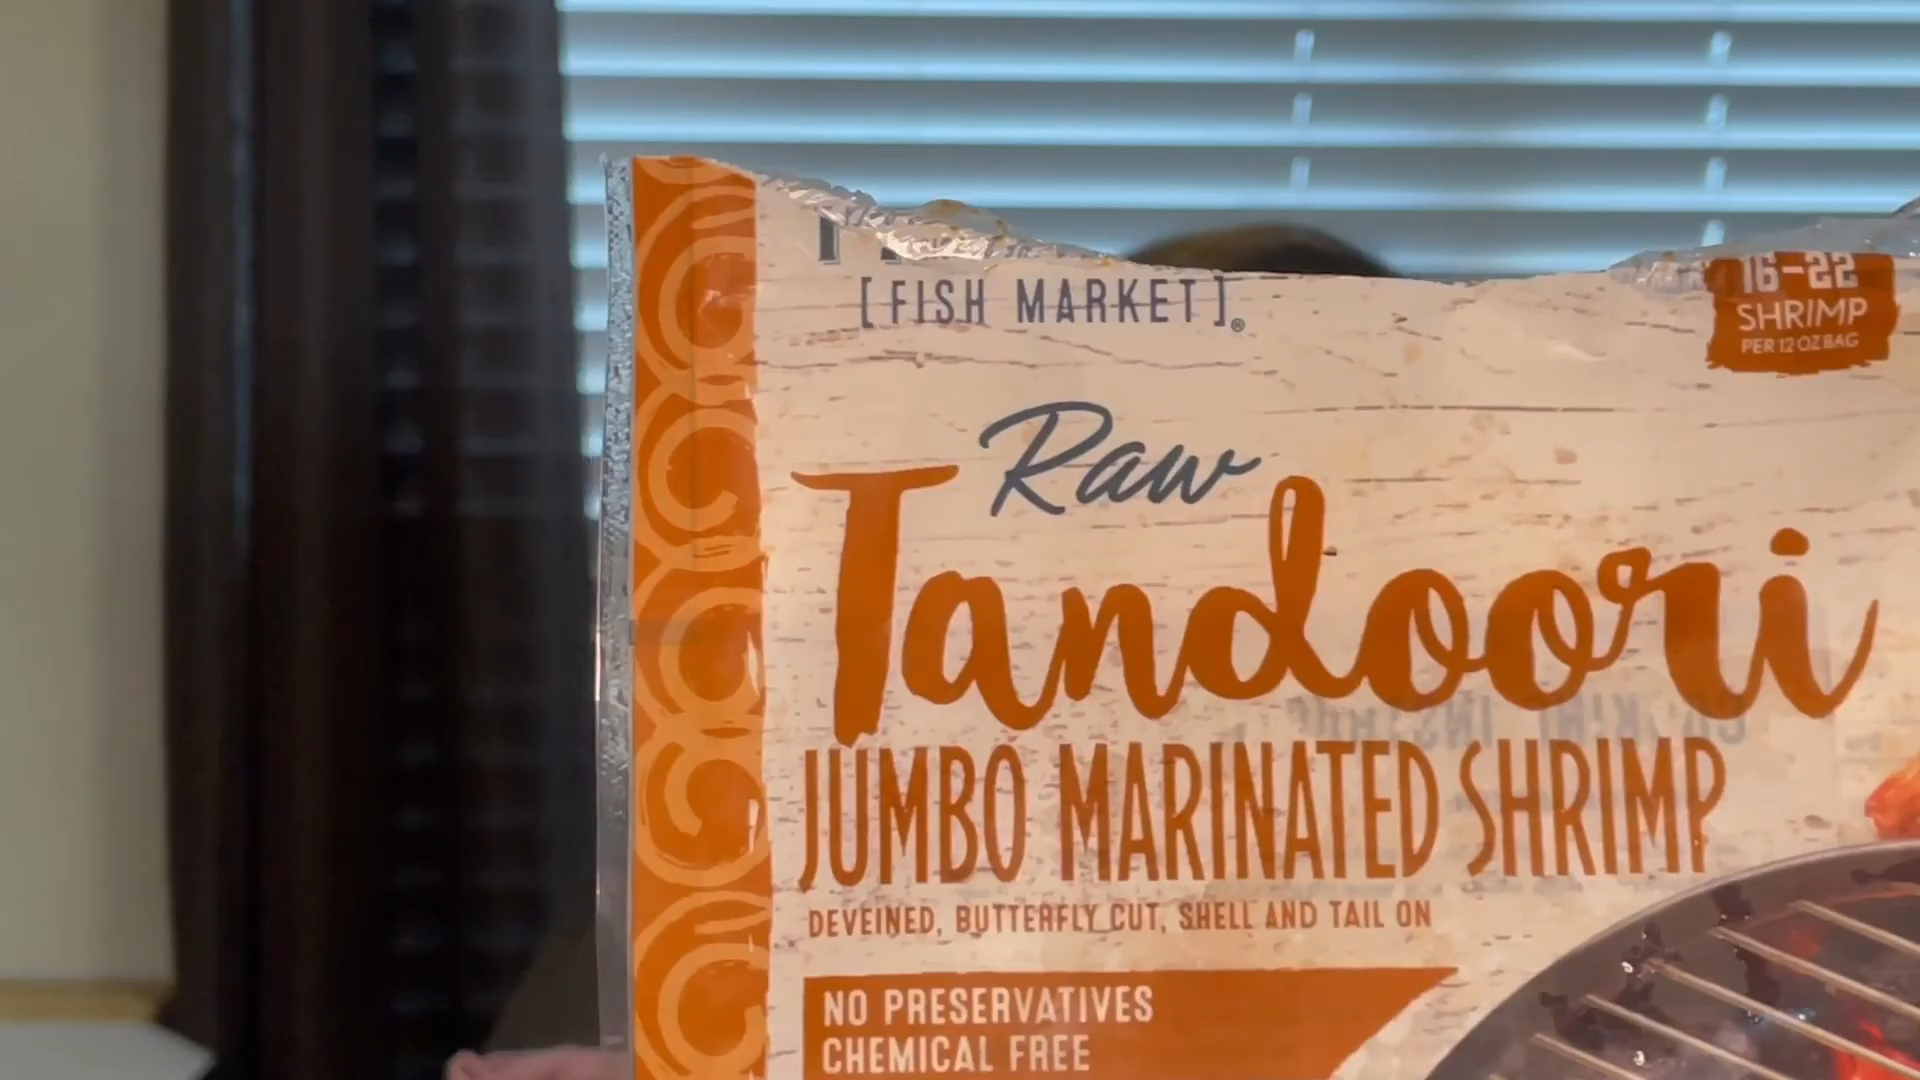 [FISH MARKET]®
16-22
SHRIMP
PER 12 OZ BAG
Raw
Tandoori
JUMBO MARINATED SHRIMP
DEVEINED, BUTTERFLY CUT, SHELL AND TAIL ON
NO PRESERVATIVES
CHEMICAL FREE